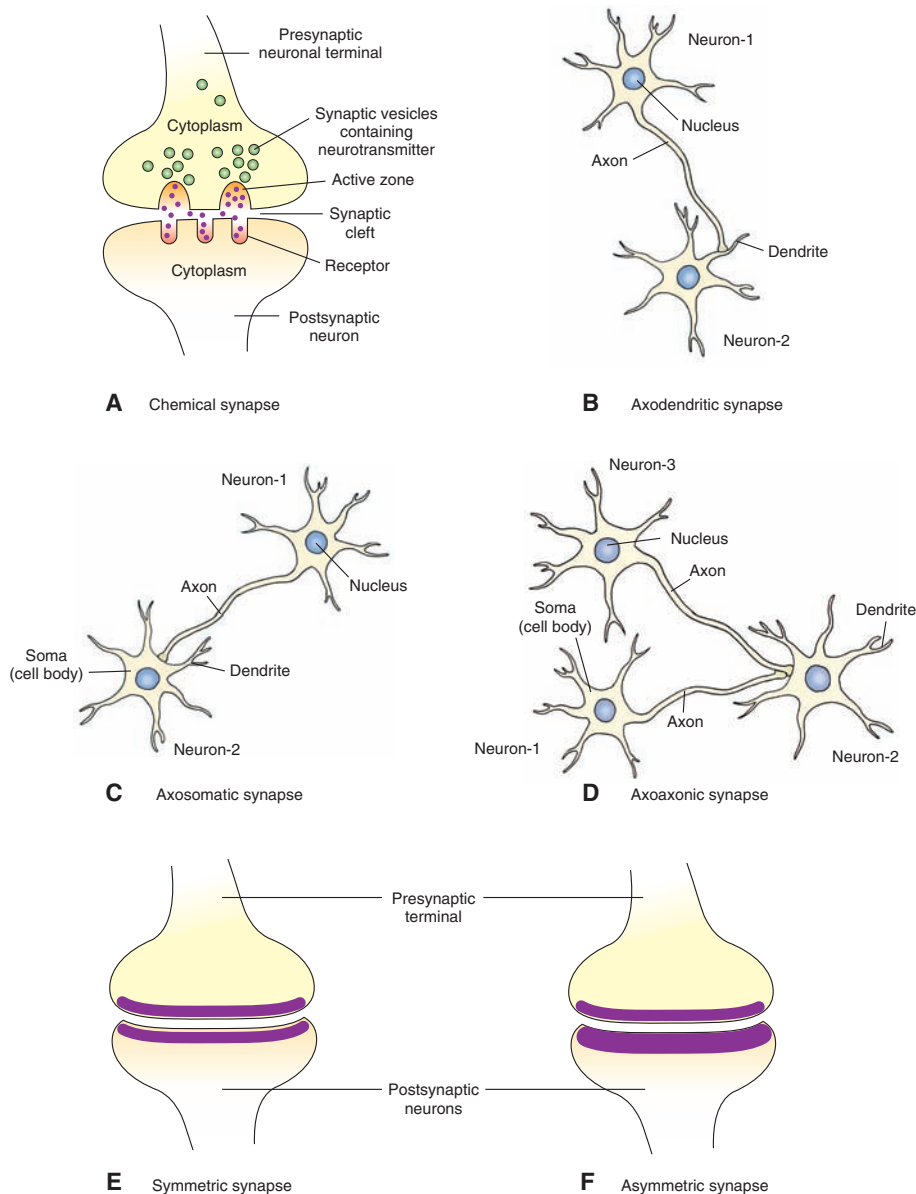 Presynaptic
neuronal terminal
Cytoplasm
Synaptic vesicles
containing
neurotransmitter
Active zone
Synaptic
cleft
Cytoplasm
Receptor
Postsynaptic
neuron
A Chemical synapse
Neuron-1
Nucleus
Axon
Dendrite
Neuron-2
B Axodendritic synapse
Neuron-1
Nucleus
Axon
Soma
(cell body)
Dendrite
Neuron-2
C Axosomatic synapse
Neuron-3
Nucleus
Axon
Soma
(cell body)
Dendrite
Axon
Neuron-1
Neuron-2
D Axoaxonic synapse
Presynaptic
terminal
Postsynaptic
neurons
E Symmetric synapse
F Asymmetric synapse